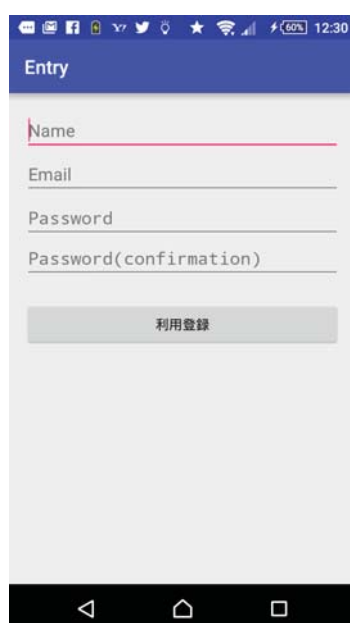 60% 12:30
Entry
Name
Email
Password
Password(confirmation)
利用登録